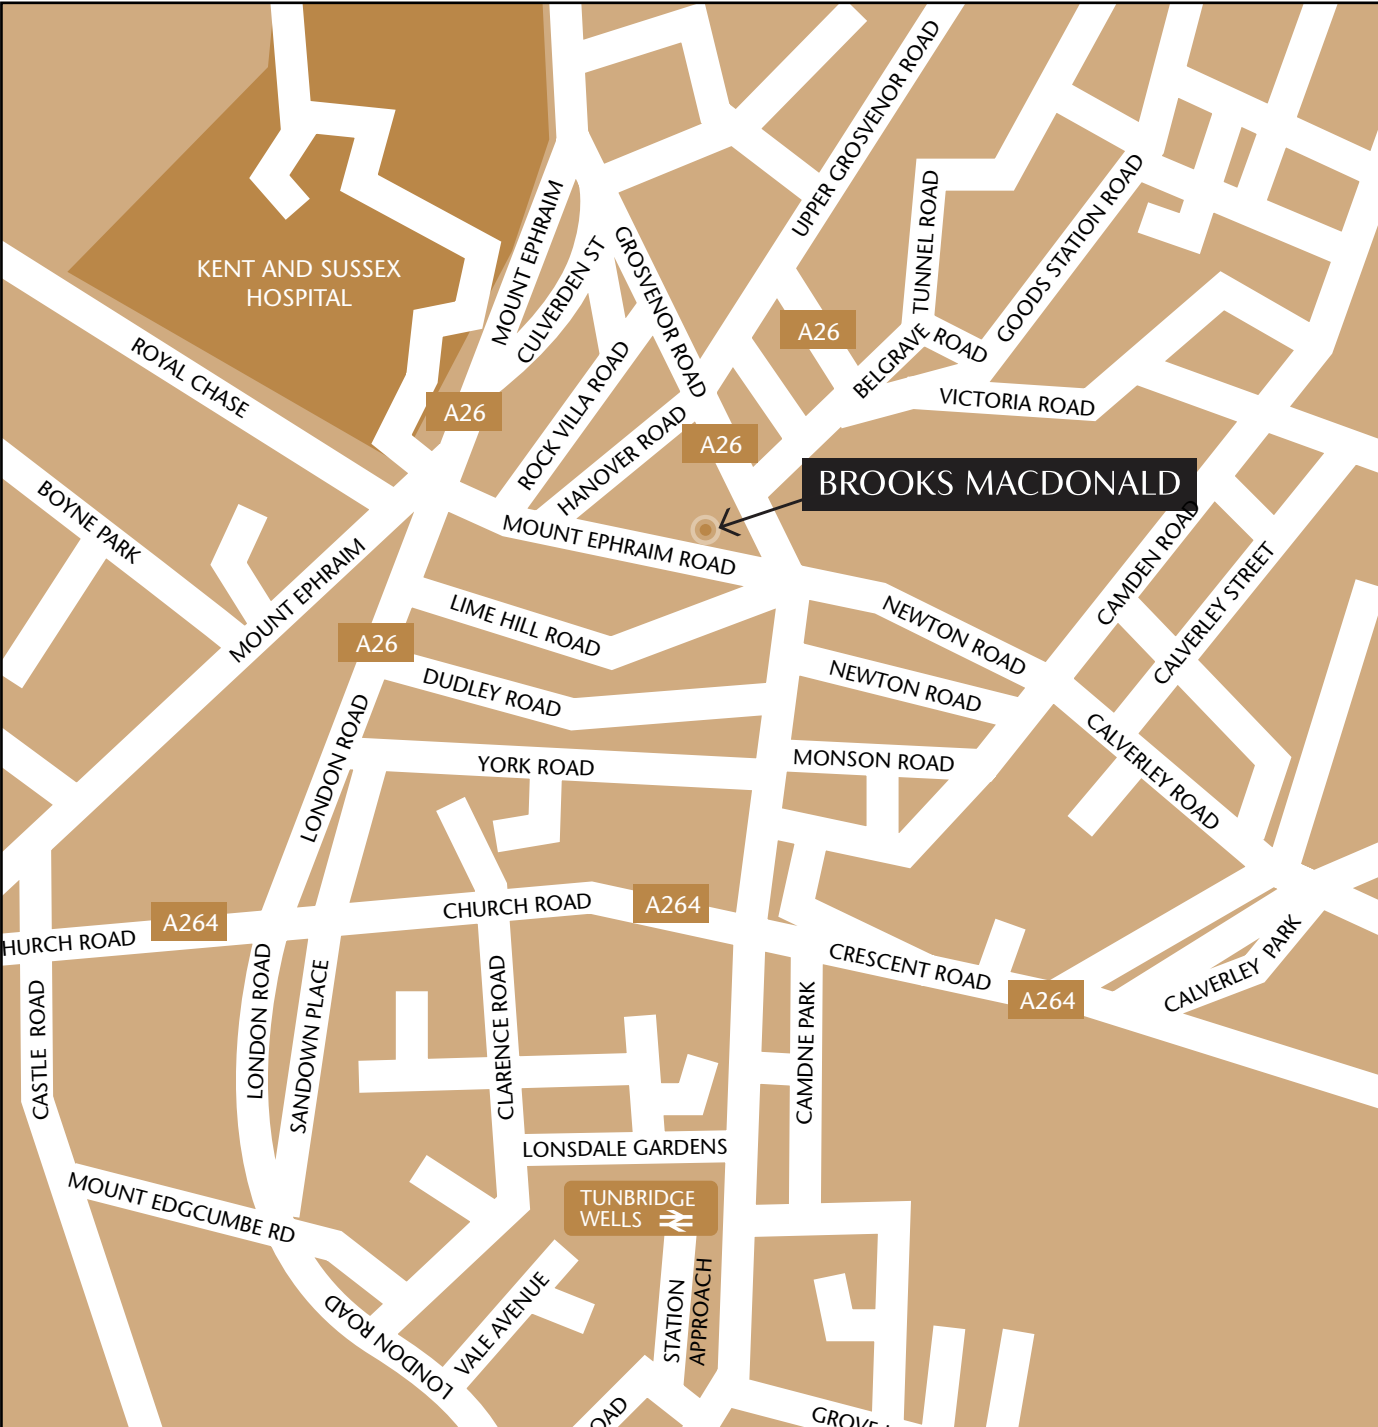 UPPER GROSVENOR ROAD
MOUNT EPHRAIM
CULVERDEN ST
GROSVENOR ROAD
TUNNEL ROAD
GOODS STATION ROAD
KENT AND SUSSEX
HOSPITAL
A26
BELGRAVE ROAD
ROYAL CHASE
ROCK VILLA ROAD
VICTORIA ROAD
A26
HANOVER ROAD
A26
BROOKS MACDONALD
BOYNE PARK
MOUNT EPHRAIM ROAD
CAMDEN ROAD
CALVERLEY STREET
MOUNT EPHRAIM
LIME HILL ROAD
A26
NEWTON ROAD
DUDLEY ROAD
NEWTON ROAD
LONDON ROAD
YORK ROAD
MONSON ROAD
CALVERLEY ROAD
CHURCH ROAD
A264
A264
HURCH ROAD
CRESCENT ROAD
A264
CALVERLEY PARK
CASTLE ROAD
LONDON ROAD
SANDOWN PLACE
CLARENCE ROAD
CAMDNE PARK
LONSDALE GARDENS
MOUNT EDGCUMBE RD
TUNBRIDGE
WELLS
LONDON ROAD
VALE AVENUE
STATION
APPROACH
OAD
GROVE